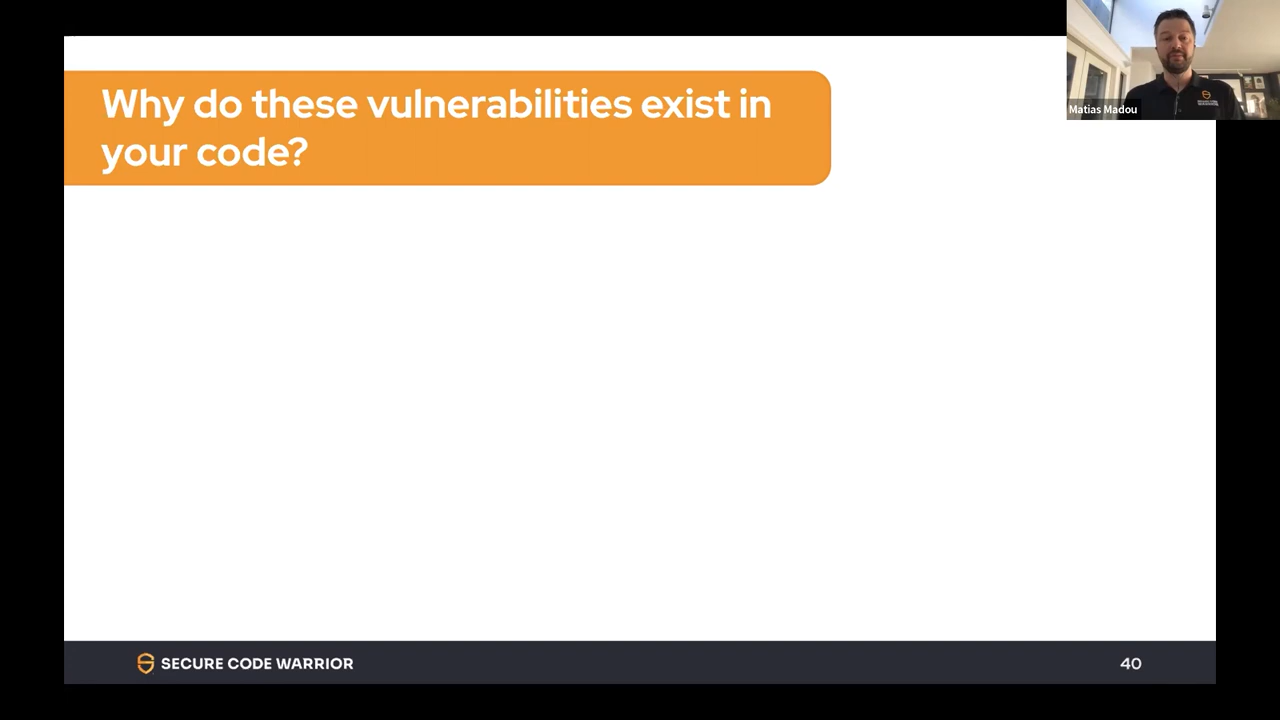 Why do these vulnerabilities exist in
your code?
Matias Madou
SECURE CODE WARRIOR
40